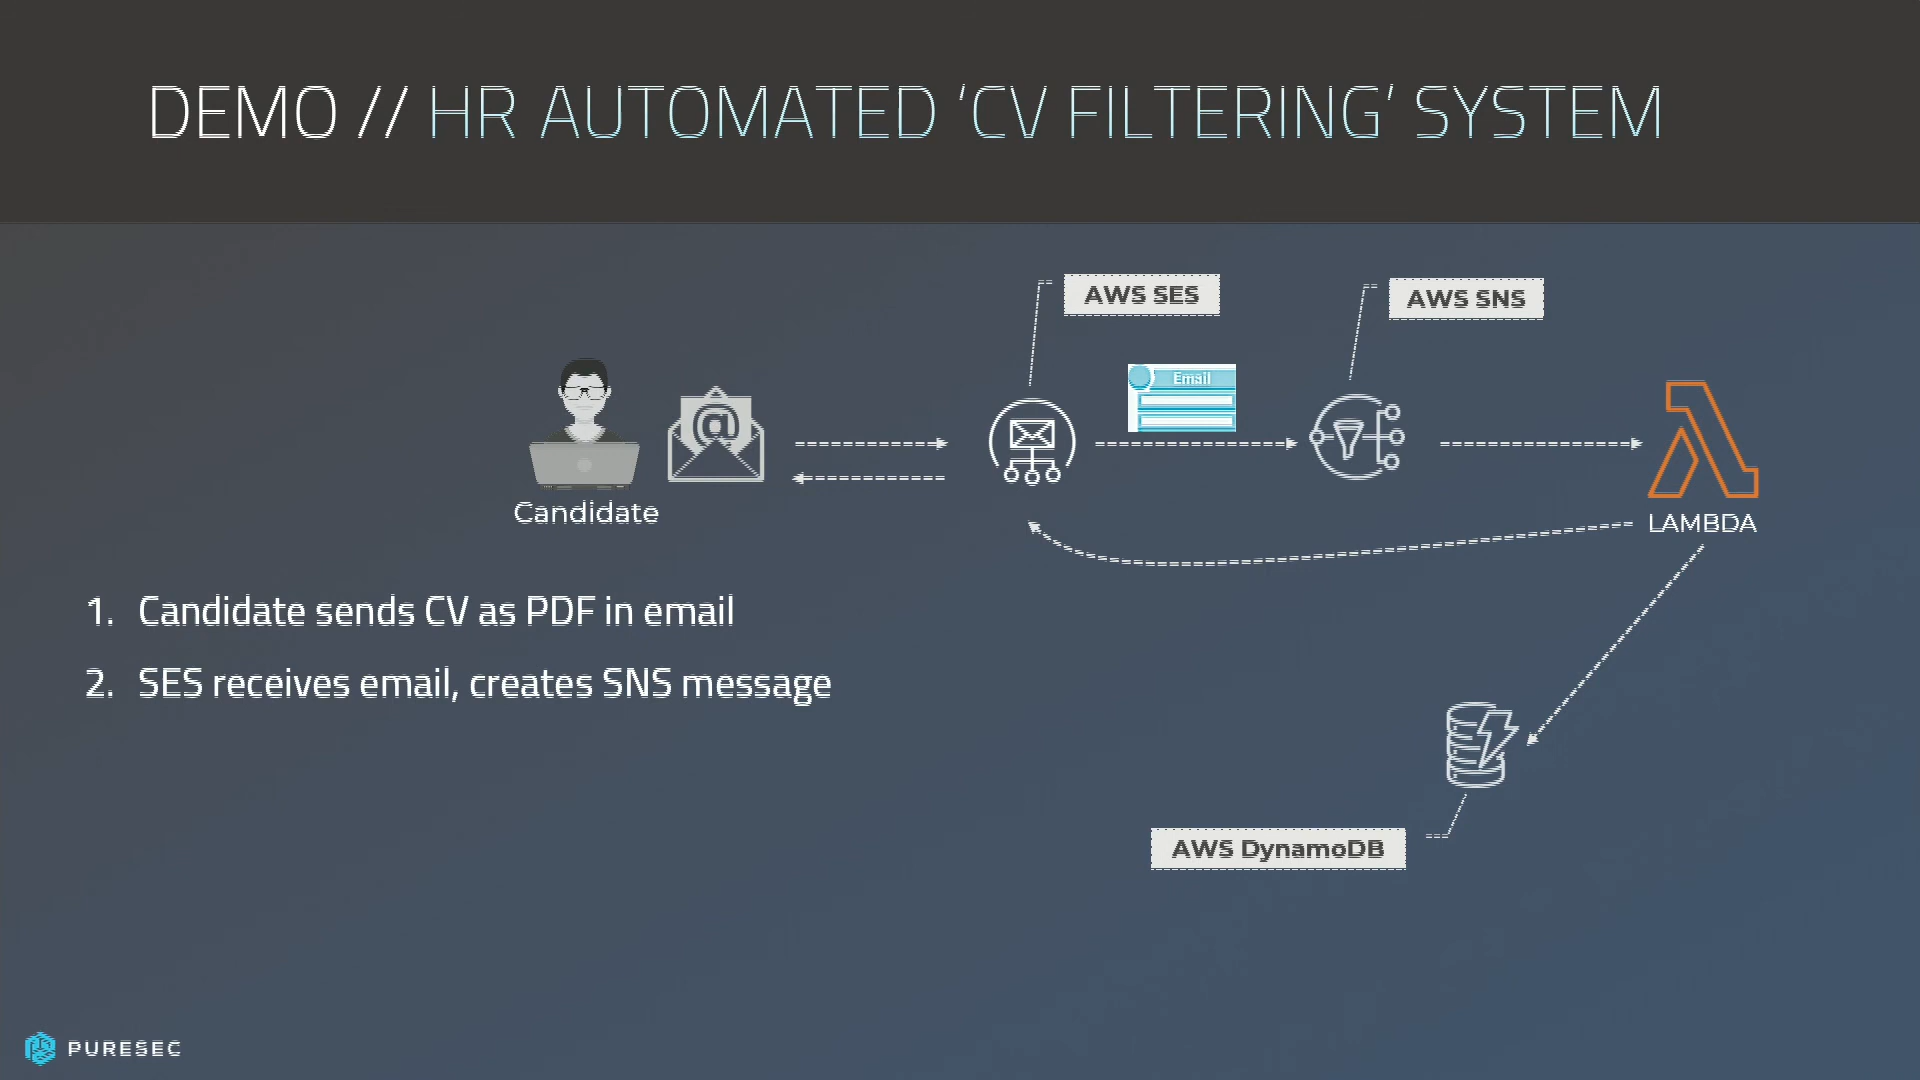 DEMO // HR AUTOMATED ‘CV FILTERING’ SYSTEM
AWS SES
AWS SNS
Email
@
Candidate
LAMBDA
1. Candidate sends CV as PDF in email
2. SES receives email, creates SNS message
AWS DynamoDB
PURESEC